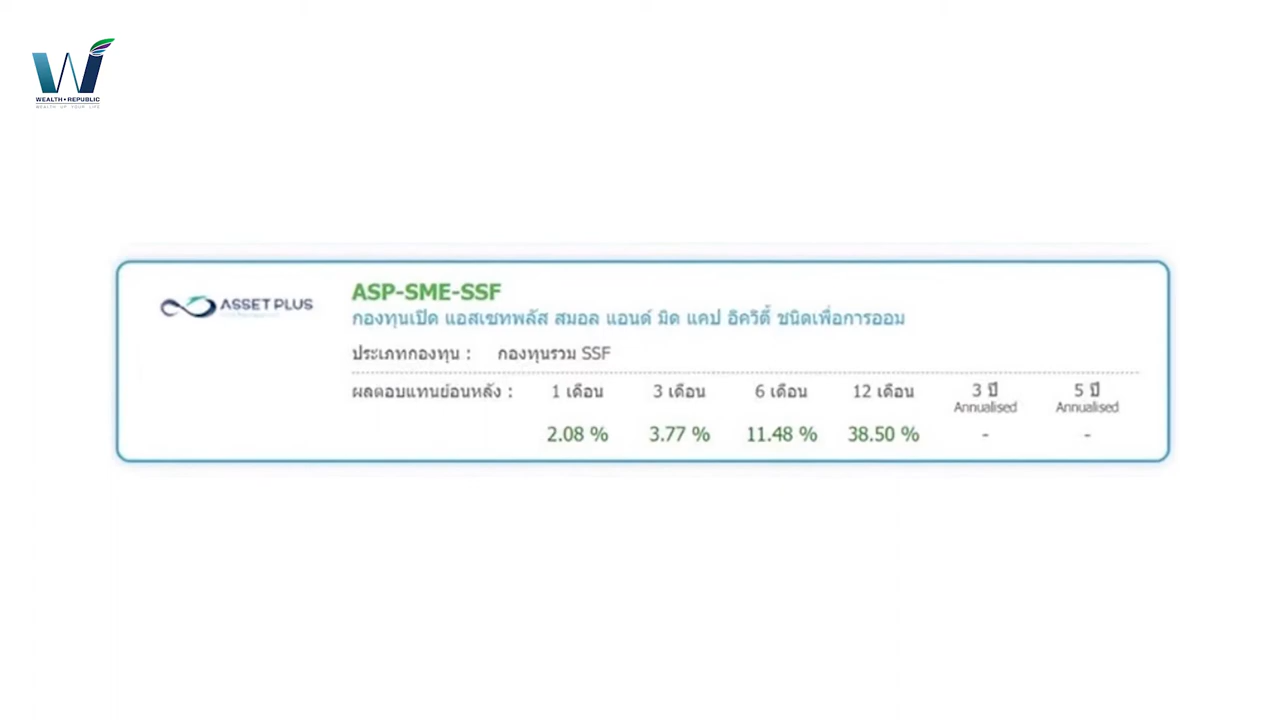 W
WEALTH • REPUBLIC
WEALTH UP YOUR LIFE
ASSET PLUS
ASP-SME-SSF
กองทุนเปิด แอสเซทพลัส สมอล แอนด์ มิด แคป อิควิตี้ ชนิดเพื่อการออม
ประเภทกองทุน : กองทุนรวม SSF
ผลตอบแทนย้อนหลัง : 1 เดือน 3 เดือน 6 เดือน 12 เดือน 3 ปี 5 ปี
Annualised Annualised
2.08 % 3.77 % 11.48 % 38.50 % - -